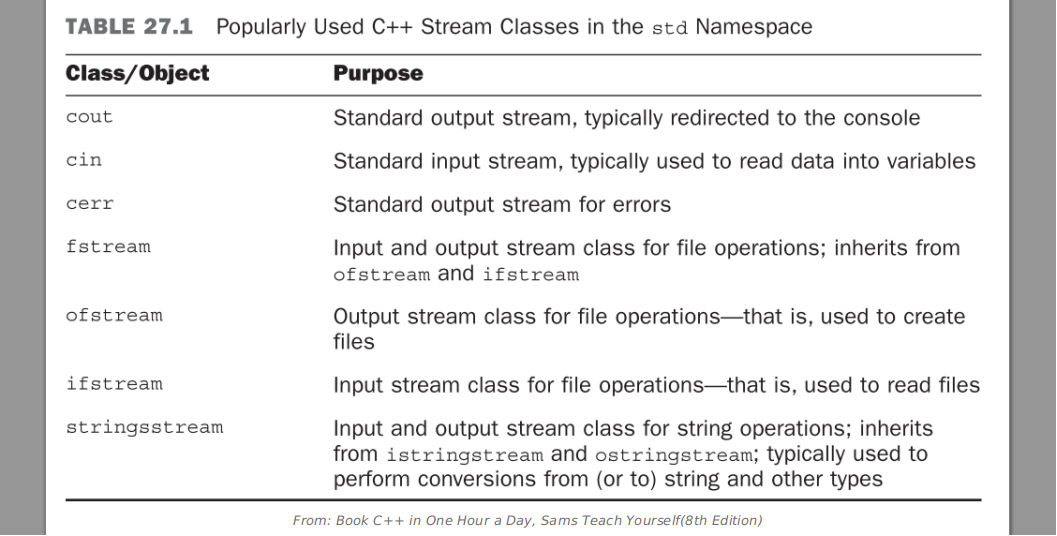 TABLE 27.1 Popularly Used C++ Stream Classes in the std Namespace
Class/Object Purpose
cout Standard output stream, typically redirected to the console
cin Standard input stream, typically used to read data into variables
cerr Standard output stream for errors
fstream Input and output stream class for file operations; inherits from
ofstream and ifstream
ofstream Output stream class for file operations—that is, used to create
files
ifstream Input stream class for file operations—that is, used to read files
stringsstream Input and output stream class for string operations; inherits
from istringstream and ostringstream; typically used to
perform conversions from (or to) string and other types
From: Book C++ in One Hour a Day, Sams Teach Yourself(8th Edition)